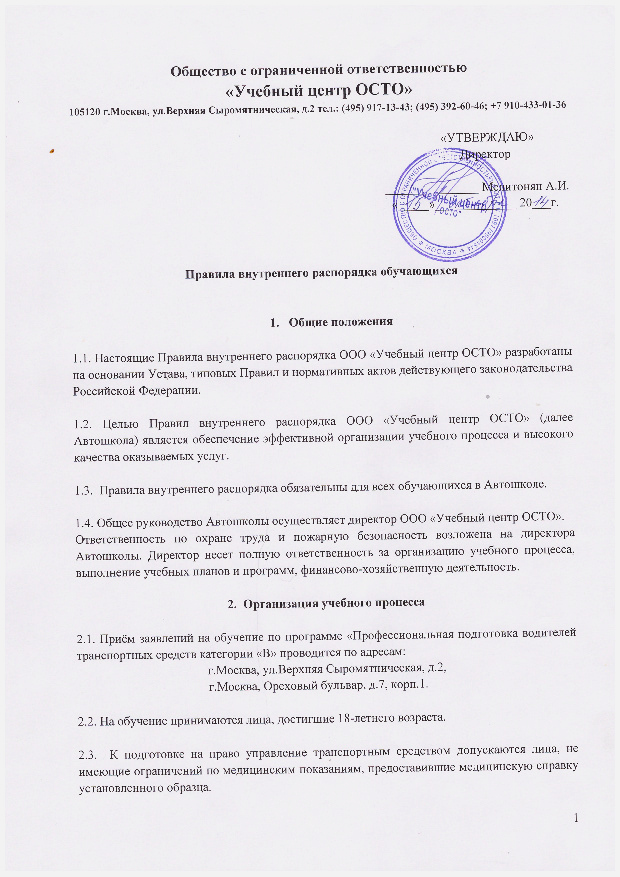 Общество с ограниченной ответственностью
«Учебный центр ОСТО»
105120 г.Москва, ул.Верхняя Сыромятническая, д.2 тел.: (495) 917-13-43; (495) 392-60-46; +7 910-433-01-36
«УТВЕРЖДАЮ»
Директор
Мелитонян А.И.
2014 г.
"Учебный центр
ОСТО"
МОСКВА
Правила внутреннего распорядка обучающихся
1. Общие положения
1.1. Настоящие Правила внутреннего распорядка ООО «Учебный центр ОСТО» разработаны
на основании Устава, типовых Правил и нормативных актов действующего законодательства
Российской Федерации.
1.2. Целью Правил внутреннего распорядка ООО «Учебный центр ОСТО» (далее
Автошкола) является обеспечение эффективной организации учебного процесса и высокого
качества оказываемых услуг.
1.3. Правила внутреннего распорядка обязательны для всех обучающихся в Автошколе.
1.4. Общее руководство Автошколы осуществляет директор ООО «Учебный центр ОСТО».
Ответственность по охране труда и пожарную безопасность возложена на директора
Автошколы. Директор несет полную ответственность за организацию учебного процесса,
выполнение учебных планов и программ, финансово-хозяйственную деятельность.
2. Организация учебного процесса
2.1. Приём заявлений на обучение по программе «Профессиональная подготовка водителей
транспортных средств категории «В» проводится по адресам:
г.Москва, ул.Верхняя Сыромятническая, д.2,
г.Москва, Ореховый бульвар, д.7, корп.1.
2.2. На обучение принимаются лица, достигшие 18-летнего возраста.
2.3. К подготовке на право управление транспортным средством допускаются лица, не
имеющие ограничений по медицинским показаниям, предоставившие медицинскую справку
установленного образца.
1